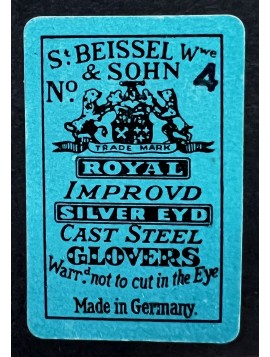 St BEISSEL Wwe
& SOHN
No 4
TRADE MARK
ROYAL
IMPROVD
SILVER EYD
CAST STEEL
GLOVERS
Warrd not to cut in the Eye
Made in Germany.